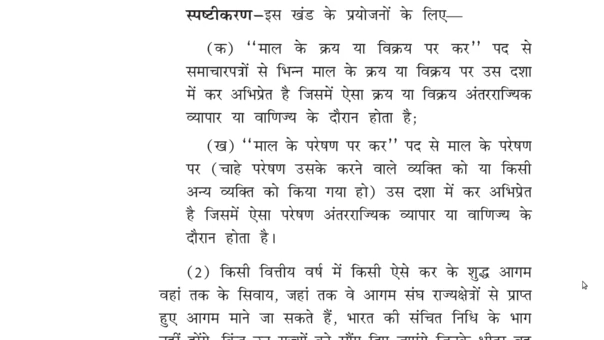 स्पष्टीकरण—इस खंड के प्रयोजनों के लिए—
(क) “माल के क्रय या विक्रय पर कर” पद से
समाचारपत्रों से भिन्न माल के क्रय या विक्रय पर उस दशा
में कर अभिप्रेत है जिसमें ऐसा क्रय या विक्रय अंतरराज्यिक
व्यापार या वाणिज्य के दौरान होता है;
(ख) “माल के परेषण पर कर” पद से माल के परेषण
पर (चाहे परेषण उसके करने वाले व्यक्ति को या किसी
अन्य व्यक्ति को किया गया हो) उस दशा में कर अभिप्रेत
है जिसमें ऐसा परेषण अंतरराज्यिक व्यापार या वाणिज्य के
दौरान होता है।
(2) किसी वित्तीय वर्ष में किसी ऐसे कर के शुद्ध आगम
वहां तक के सिवाय, जहां तक वे आगम संघ राज्यक्षेत्रों से प्राप्त
हुए आगम माने जा सकते हैं, भारत की संचित निधि के भाग